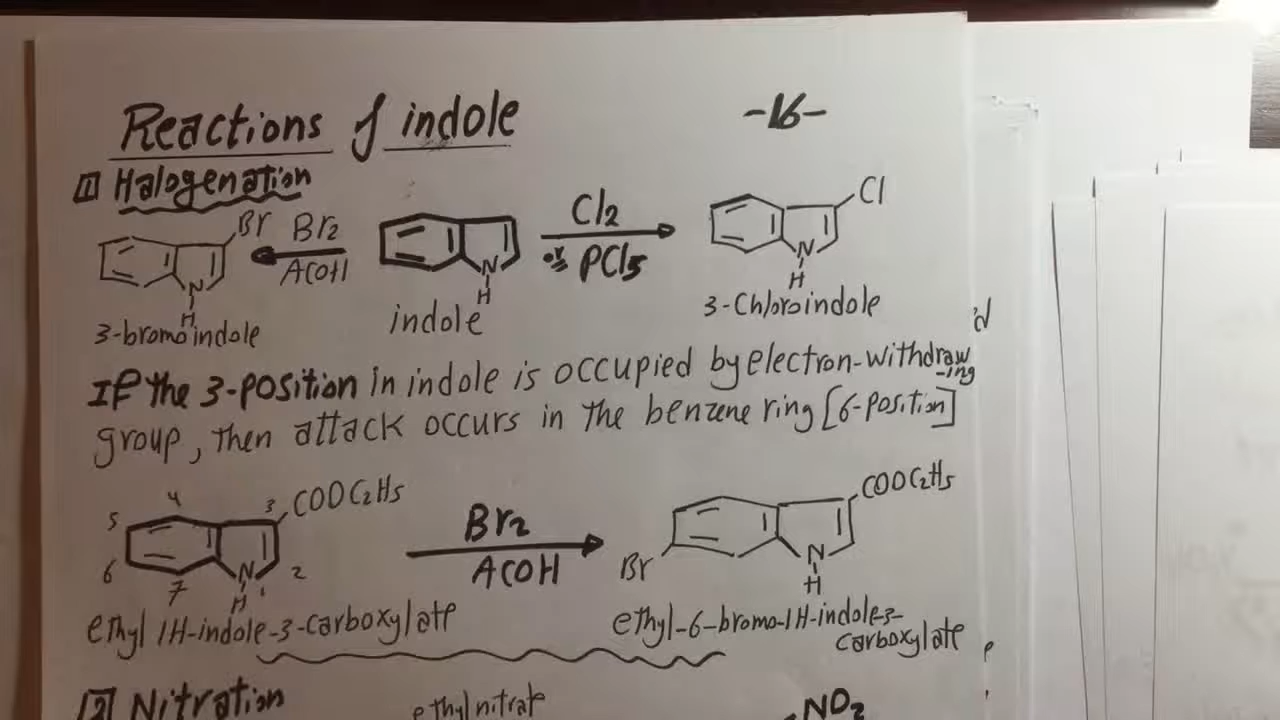 Reactions of indole -16-
[1] Halogenation
Br Br2 Cl2 Cl
ACOH or PCl5
N H N H N H
3-bromoindole indole 3-Chloroindole
If the 3-position in indole is occupied by electron-withdraw
-ing
group, then attack occurs in the benzene ring [6-position]
4 3 COOC2H5 Br2 COOC2H5
5 6 7 N H 1 2 ACOH Br N H
ethyl 1H-indole-3-carboxylate ethyl-6-bromo-1H-indole-3-
carboxylate
[2] Nitration ethylnitrate NO2